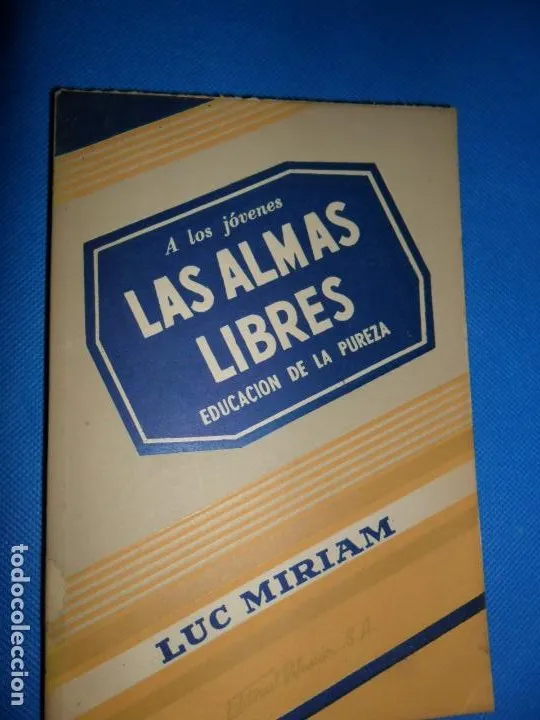 A los jóvenes
LAS ALMAS
LIBRES
EDUCACION DE LA PUREZA
LUC MIRIAM
S.A.
todocoleccion